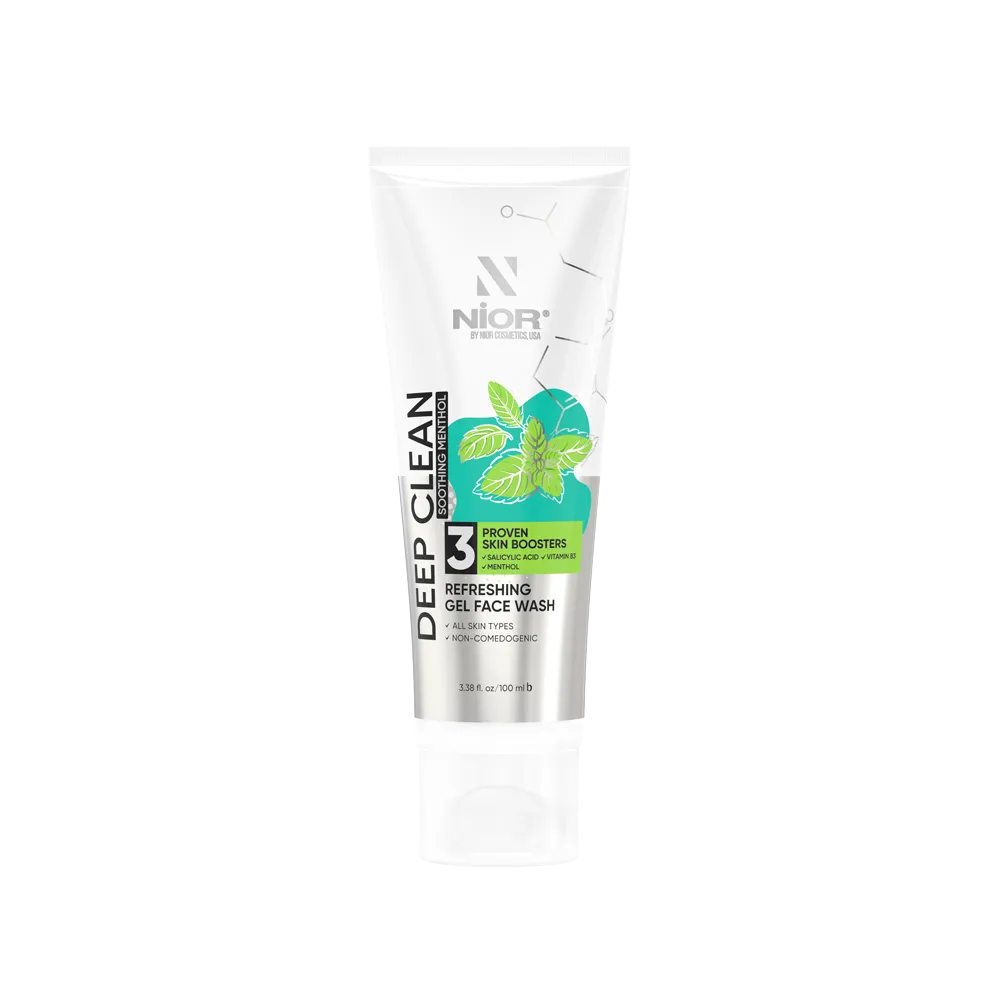 N
NiOR®
BY NIOR COSMETICS, USA
DEEP CLEAN
SOOTHING MENTHOL
3
PROVEN
SKIN BOOSTERS
✓ SALICYLIC ACID ✓ VITAMIN B3
✓ MENTHOL
REFRESHING
GEL FACE WASH
✓ ALL SKIN TYPES
✓ NON-COMEDOGENIC
3.38 fl. oz/100 ml b
O
O